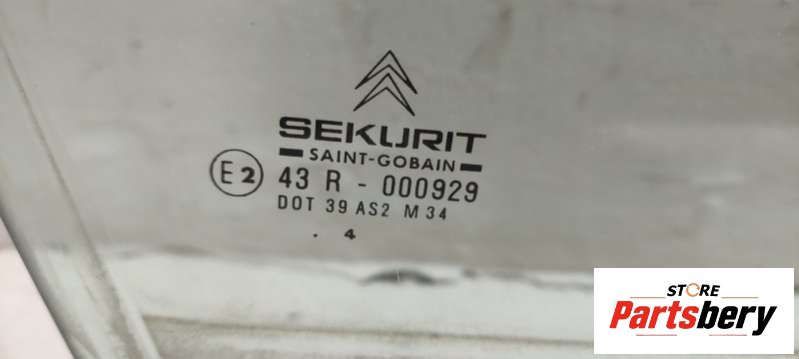 SEKURIT
SAINT-GOBAIN
E2 43 R - 000929
DOT 39 AS2 M 34
. 4
STORE
Partsbery